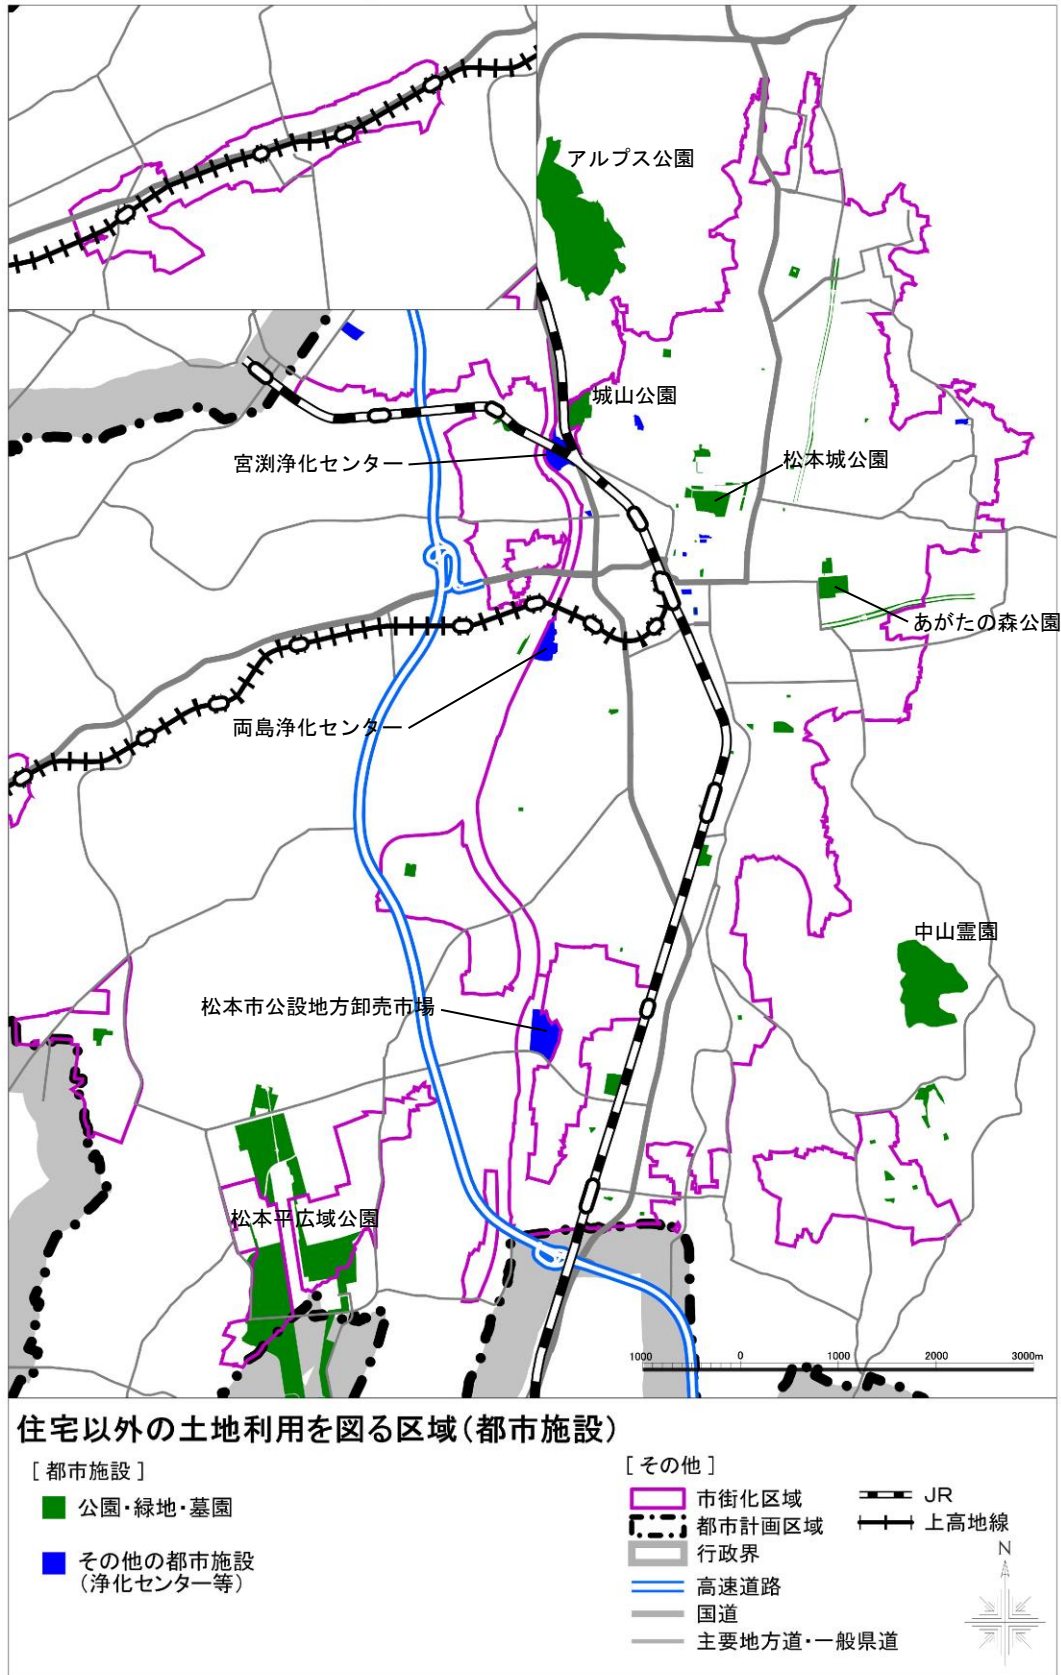 アルプス公園
城山公園
宮渕浄化センター
松本城公園
あがたの森公園
両島浄化センター
中山霊園
松本市公設地方卸売市場
松本平広域公園
1000 0 1000 2000 3000m
住宅以外の土地利用を図る区域(都市施設)
[都市施設]
公園・緑地・墓園
その他の都市施設
(浄化センター等)
[その他]
市街化区域
都市計画区域
行政界
高速道路
国道
主要地方道・一般県道
JR
上高地線
N